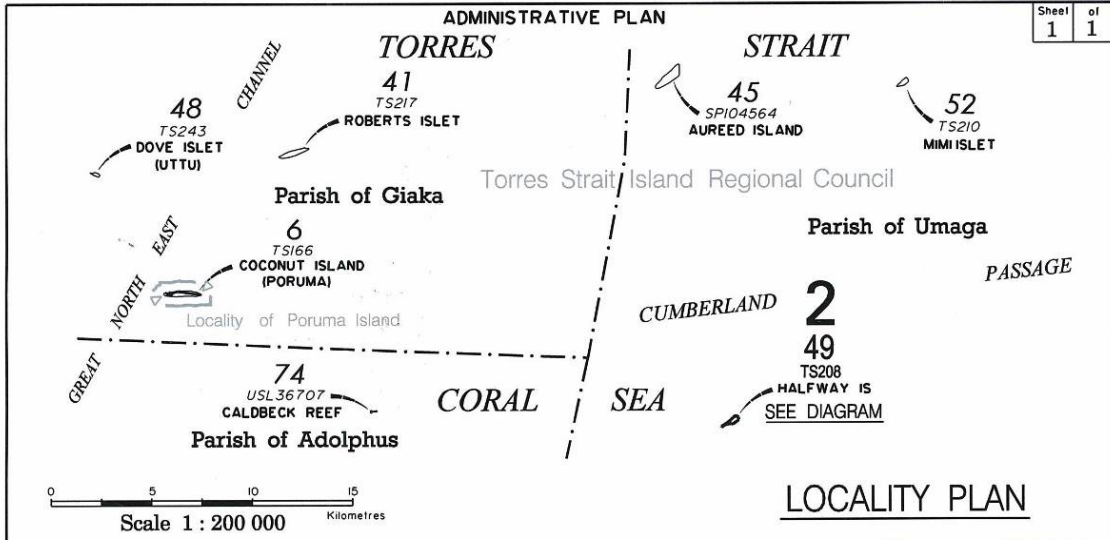 ADMINISTRATIVE PLAN
Sheet of
1 1
TORRES STRAIT
GREAT NORTH EAST CHANNEL
48
TS243
DOVE ISLET
(UTTU)
41
TS217
ROBERTS ISLET
45
SP104564
AUREED ISLAND
52
TS210
MIMI ISLET
Torres Strait Island Regional Council
Parish of Giaka
Parish of Umaga
6
TS166
COCONUT ISLAND
(PORUMA)
Locality of Poruma Island
CUMBERLAND PASSAGE
2
49
TS208
HALFWAY IS
SEE DIAGRAM
74
USL36707
CALDBECK REEF
CORAL SEA
Parish of Adolphus
0 5 10 15
Kilometres
Scale 1 : 200 000
LOCALITY PLAN